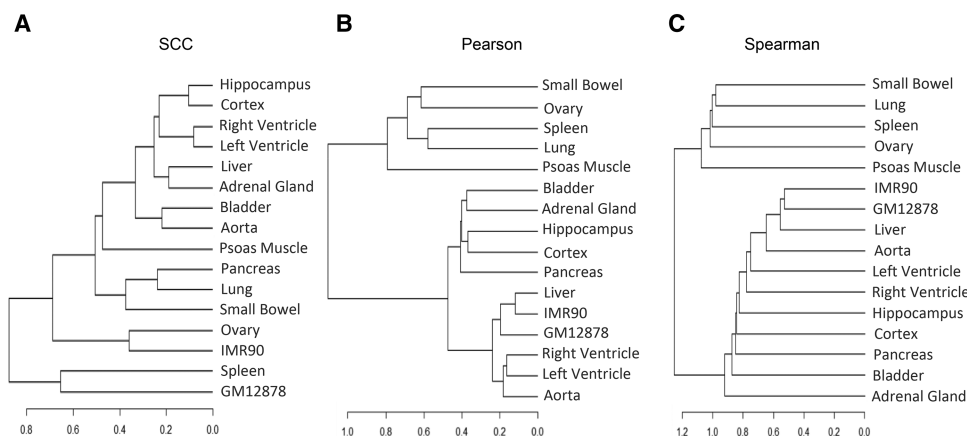 A
SCC
Hippocampus
Cortex
Right Ventricle
Left Ventricle
Liver
Adrenal Gland
Bladder
Aorta
Psoas Muscle
Pancreas
Lung
Small Bowel
Ovary
IMR90
Spleen
GM12878
0.8 0.6 0.4 0.2 0.0
B
Pearson
Small Bowel
Ovary
Spleen
Lung
Psoas Muscle
Bladder
Adrenal Gland
Hippocampus
Cortex
Pancreas
Liver
IMR90
GM12878
Right Ventricle
Left Ventricle
Aorta
1.0 0.8 0.6 0.4 0.2 0.0
C
Spearman
Small Bowel
Lung
Spleen
Ovary
Psoas Muscle
IMR90
GM12878
Liver
Aorta
Left Ventricle
Right Ventricle
Hippocampus
Cortex
Pancreas
Bladder
Adrenal Gland
1.2 1.0 0.8 0.6 0.4 0.2 0.0